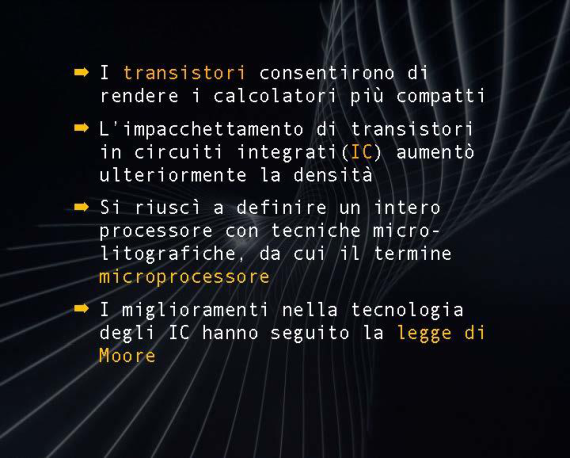 ➡ I transistori consentirono di
rendere i calcolatori più compatti
➡ L'impacchettamento di transistori
in circuiti integrati(IC) aumentò
ulteriormente la densità
➡ Si riuscì a definire un intero
processore con tecniche micro-
litografiche, da cui il termine
microprocessore
➡ I miglioramenti nella tecnologia
degli IC hanno seguito la legge di
Moore